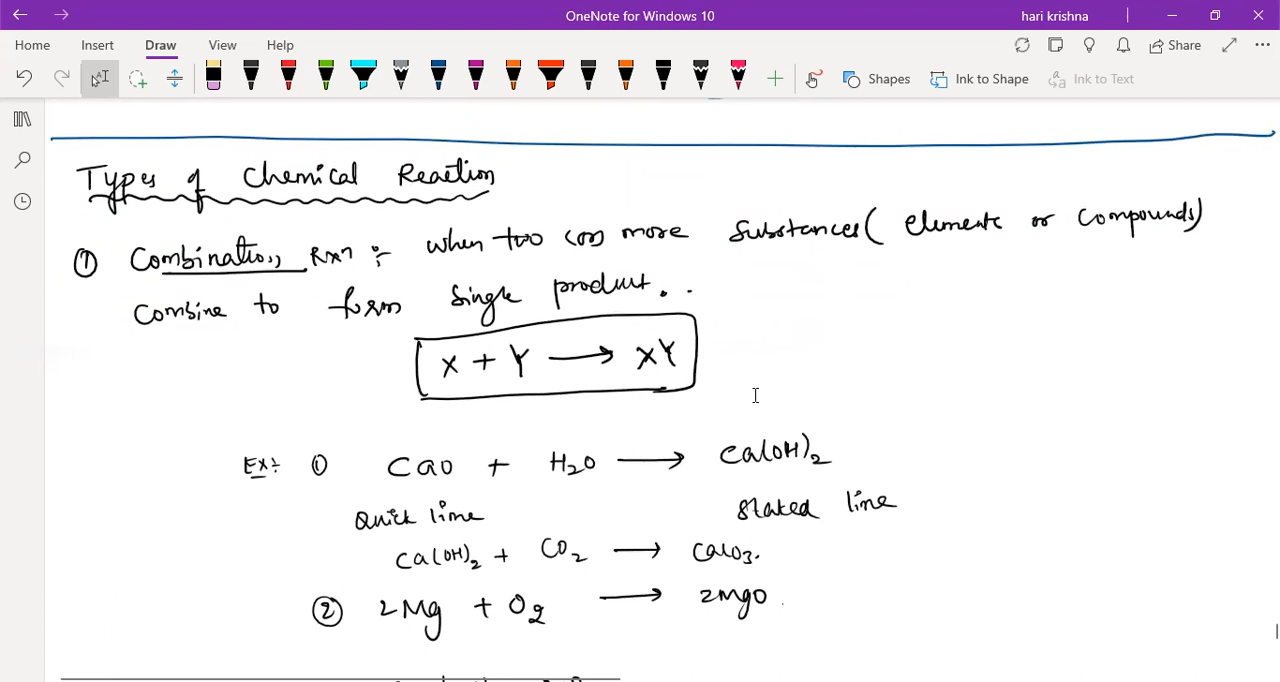 OneNote for Windows 10
hari krishna
Home Insert Draw View Help
Share
Shapes Ink to Shape Ink to Text
Types of Chemical Reaction
① Combination Rxn :- when two (or) more substances ( elements or compounds)
Combine to form single product..
X + Y ⟶ XY
Ex:- ① CaO + H₂O ⟶ Ca(OH)₂
Quick lime slaked line
Ca(OH)₂ + CO₂ ⟶ CaCO₃.
② 2Mg + O₂ ⟶ 2MgO